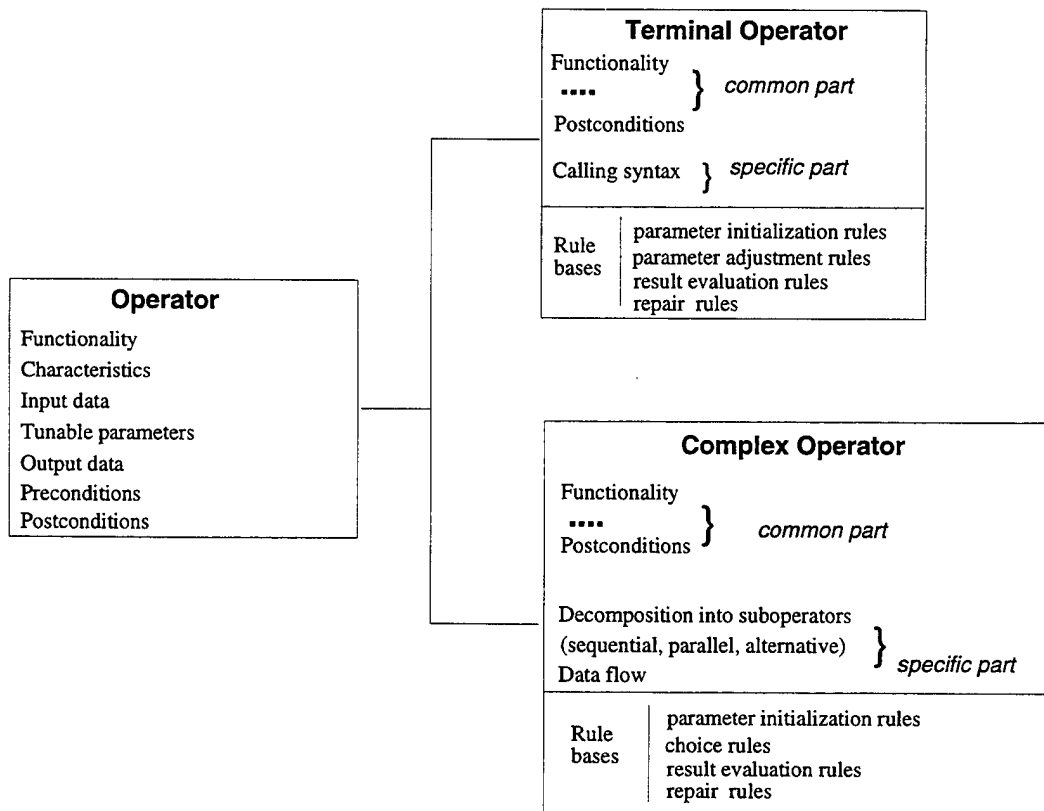 Terminal Operator
Functionality
....
Postconditions
} common part
Calling syntax } specific part
Rule bases
parameter initialization rules
parameter adjustment rules
result evaluation rules
repair rules
Operator
Functionality
Characteristics
Input data
Tunable parameters
Output data
Preconditions
Postconditions
Complex Operator
Functionality
....
Postconditions
} common part
Decomposition into suboperators
(sequential, parallel, alternative)
Data flow
} specific part
Rule bases
parameter initialization rules
choice rules
result evaluation rules
repair rules